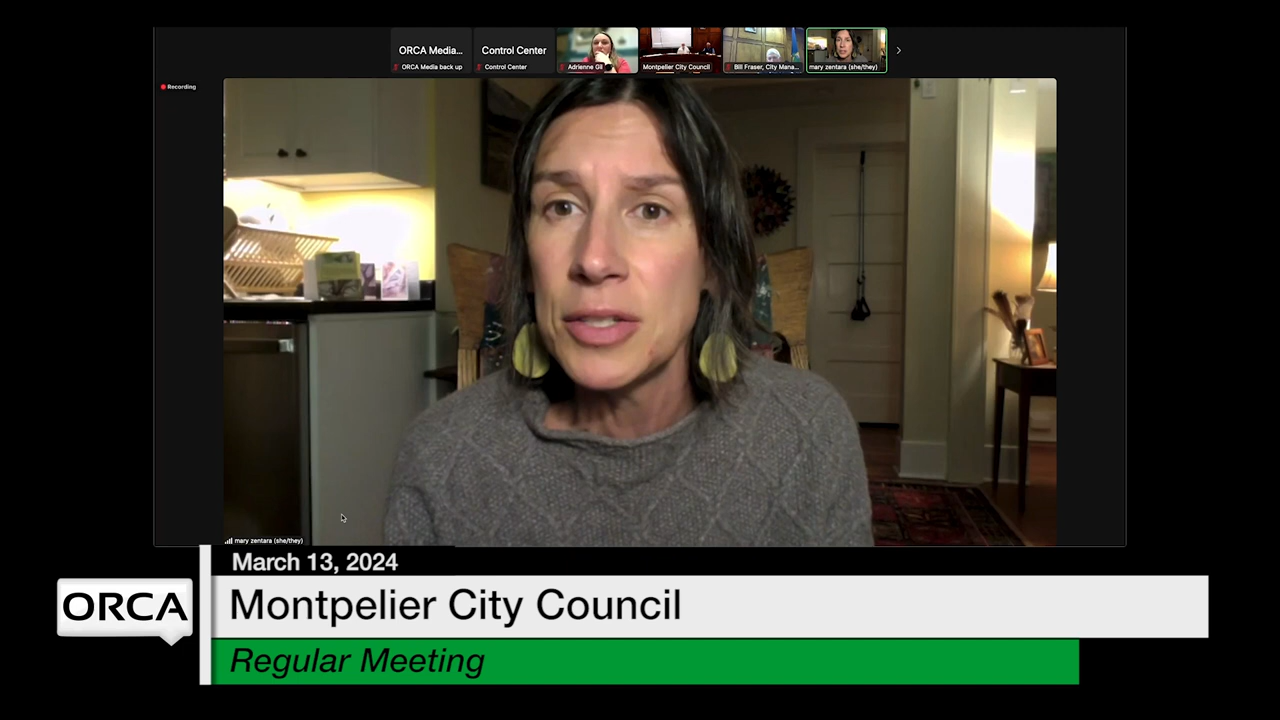 ORCA Media...
Control Center
ORCA Media back up
Control Center
Adrienne Gil
Montpelier City Council
Bill Fraser, City Mana...
mary zentara (she/they)
Recording
mary zentara (she/they)
March 13, 2024
ORCA
Montpelier City Council
Regular Meeting